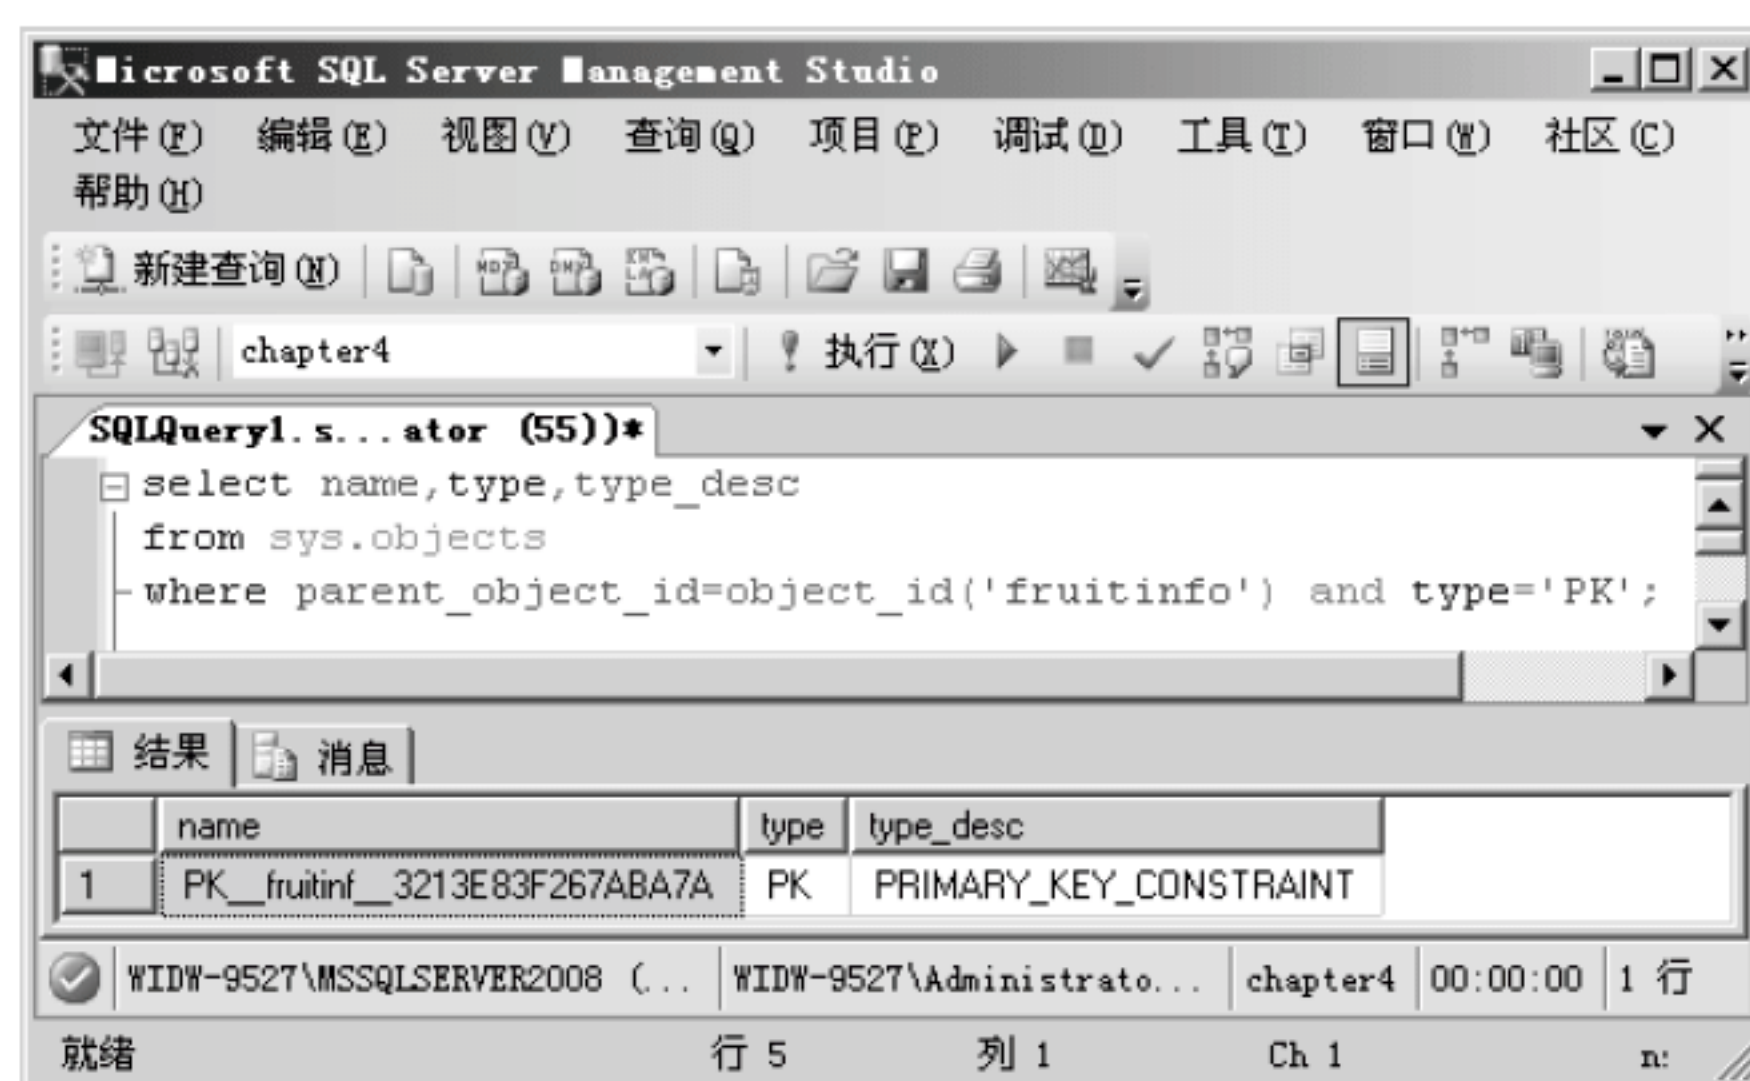 Microsoft SQL Server Management Studio
文件(F) 编辑(E) 视图(V) 查询(Q) 项目(P) 调试(D) 工具(T) 窗口(W) 社区(C)
帮助(H)
新建查询(N)
chapter4 执行(X)
SQLQuery1.s...ator (55))*
select name,type,type_desc
from sys.objects
where parent_object_id=object_id('fruitinfo') and type='PK';
结果 消息
name type type_desc
1 PK__fruitinf__3213E83F267ABA7A PK PRIMARY_KEY_CONSTRAINT
WIDW-9527\MSSQLSERVER2008 (... WIDW-9527\Administrato... chapter4 00:00:00 1 行
就绪 行 5 列 1 Ch 1